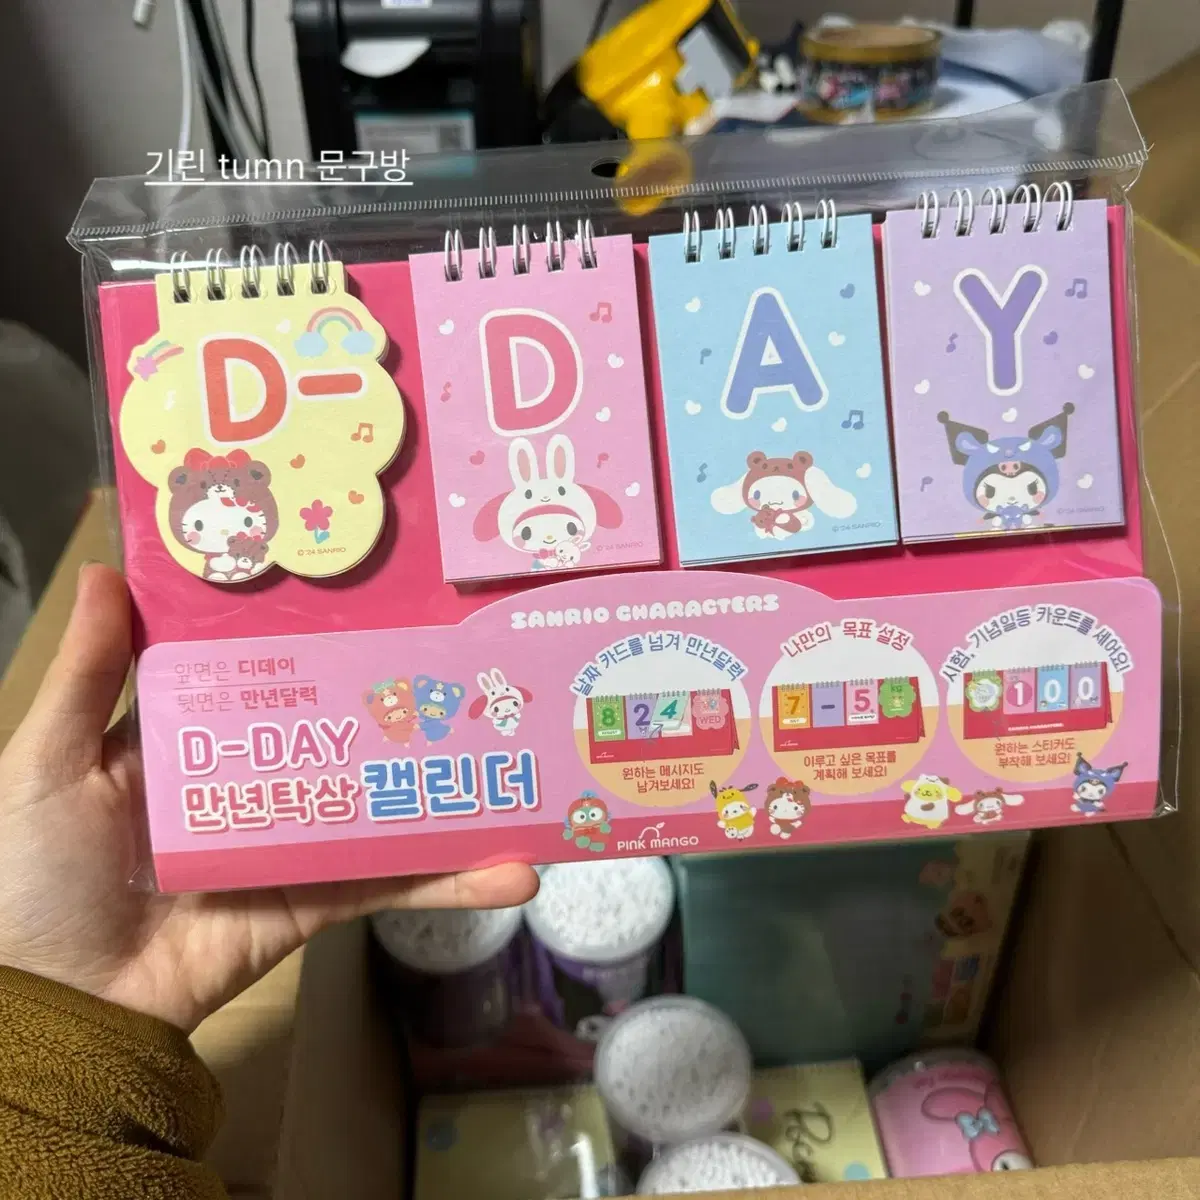 기린 tumn 문구방
D-
D
A
Y
© '24 SANRIO
© '24 SANRIO
© '24 SANRIO
© '24 SANRIO
SANRIO CHARACTERS
앞면은 디데이
뒷면은 만년달력
D-DAY
만년탁상 캘린더
날짜 카드를 넘겨 만년달력
8 2 4 WED
원하는 메시지도
남겨보세요!
나만의 목표 설정
7 - 5
이루고 싶은 목표를
계획해 보세요!
시험, 기념일등 카운트를 세어요!
1 0 0
원하는 스티커도
부착해 보세요!
PINK MANGO